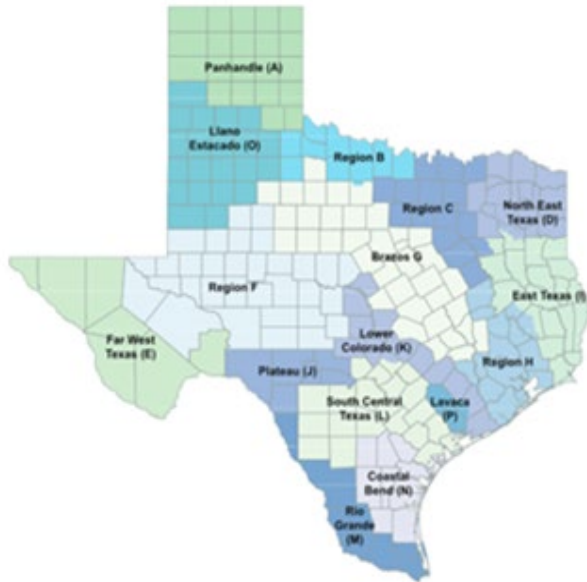 Panhandle (A)
Llano
Estacado (O)
Region B
Region C
North East
Texas (D)
Brazos G
East Texas (I)
Region F
Far West
Texas (E)
Lower
Colorado (K)
Region H
Plateau (J)
South Central
Texas (L)
Lavaca
(P)
Coastal
Bend (N)
Rio
Grande
(M)